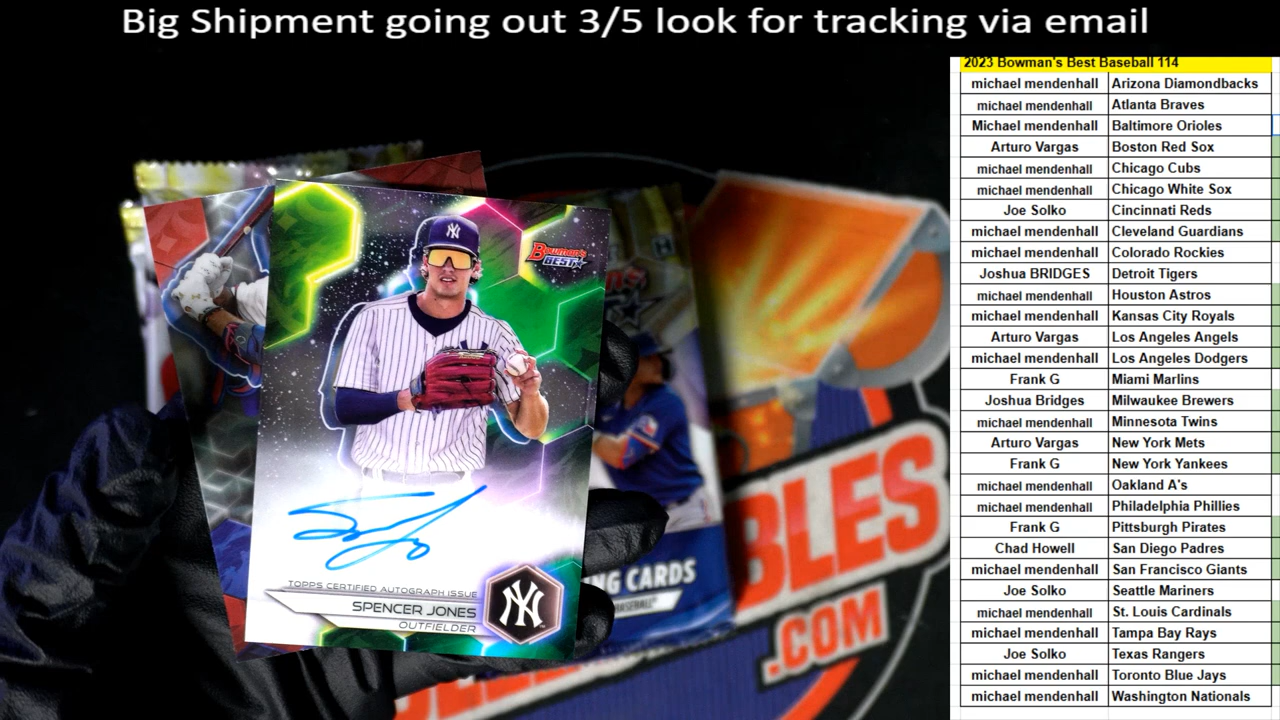 Big Shipment going out 3/5 look for tracking via email
2023 Bowman's Best Baseball 114
michael mendenhall Arizona Diamondbacks
michael mendenhall Atlanta Braves
Michael mendenhall Baltimore Orioles
Arturo Vargas Boston Red Sox
michael mendenhall Chicago Cubs
michael mendenhall Chicago White Sox
Joe Solko Cincinnati Reds
michael mendenhall Cleveland Guardians
michael mendenhall Colorado Rockies
Joshua BRIDGES Detroit Tigers
michael mendenhall Houston Astros
michael mendenhall Kansas City Royals
Arturo Vargas Los Angeles Angels
michael mendenhall Los Angeles Dodgers
Frank G Miami Marlins
Joshua Bridges Milwaukee Brewers
michael mendenhall Minnesota Twins
Arturo Vargas New York Mets
Frank G New York Yankees
michael mendenhall Oakland A's
michael mendenhall Philadelphia Phillies
Frank G Pittsburgh Pirates
Chad Howell San Diego Padres
michael mendenhall San Francisco Giants
Joe Solko Seattle Mariners
michael mendenhall St. Louis Cardinals
michael mendenhall Tampa Bay Rays
Joe Solko Texas Rangers
michael mendenhall Toronto Blue Jays
michael mendenhall Washington Nationals
Bowman's
BEST
TOPPS CERTIFIED AUTOGRAPH ISSUE
SPENCER JONES
OUTFIELDER
NY
NG CARDS
BASEBALL
BLES
.COM